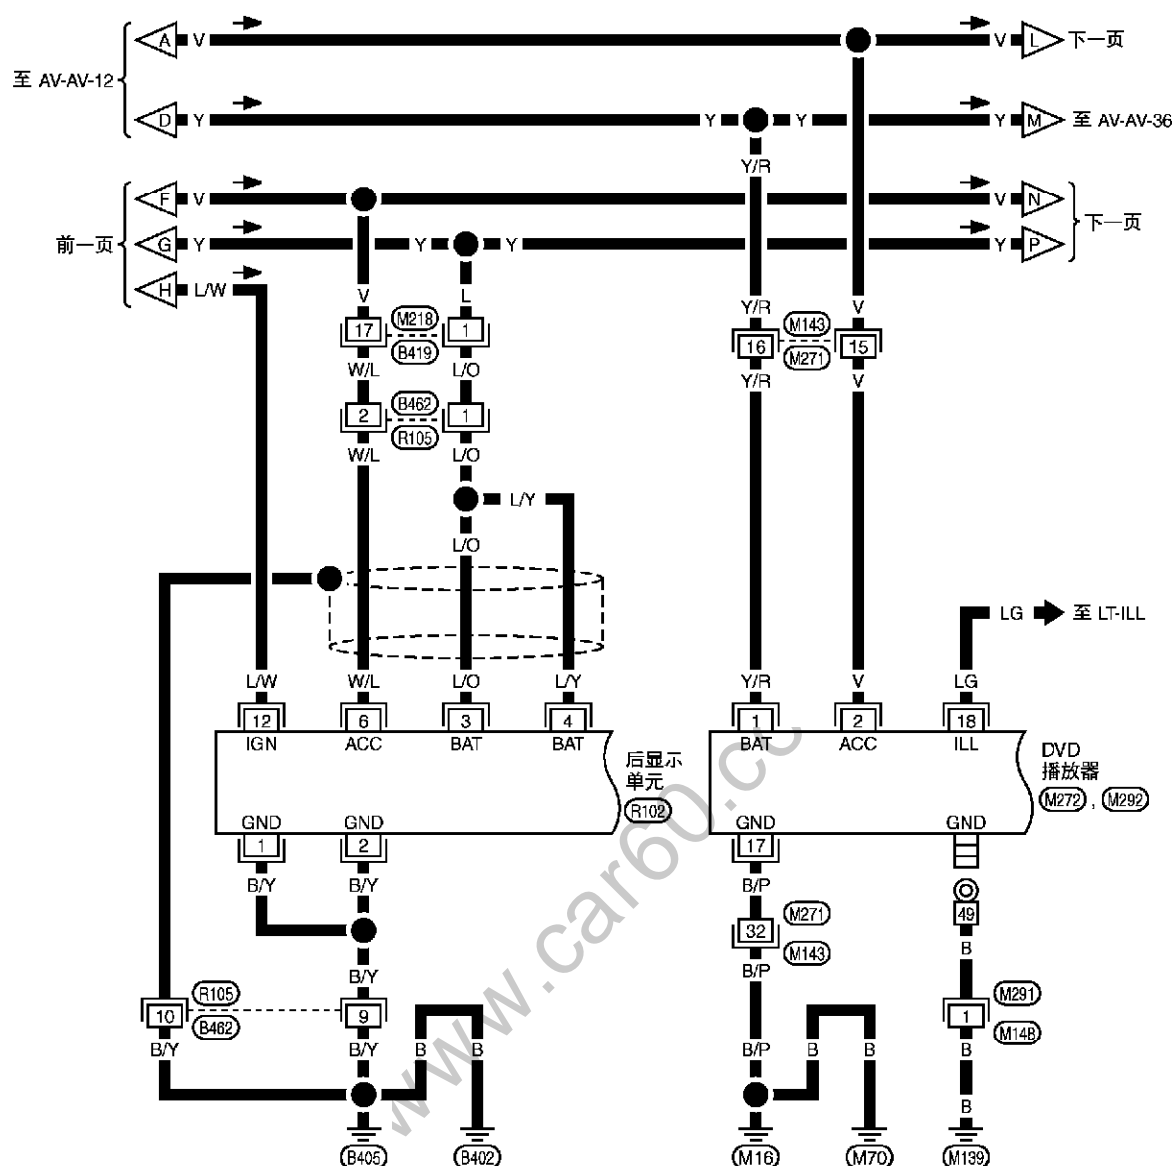 A V V L 下一页
至 AV-AV-12
D Y Y Y Y M 至 AV-AV-36
Y/R
F V V N
前一页 下一页
G Y Y Y Y P
H L/W
V L Y/R V
17 M218 1 16 M143 15
B419 M271
W/L L/O Y/R V
2 B462 1
R105
W/L L/O
L/Y
L/O
LG 至 LT-ILL
L/W W/L L/O L/Y Y/R V LG
12 6 3 4 1 2 18
IGN ACC BAT BAT BAT ACC ILL
后显示
单元
R102
DVD
播放器
M272 , M292
GND GND GND GND
1 2 17
B/Y B/Y B/P 49
32 M271
M143
B
B/Y B/P
10 R105 9 M291
B462 1
M148
B/Y B/Y B B B/P B B B
B
B405 B402 M16 M70 M139
www.car60.cc